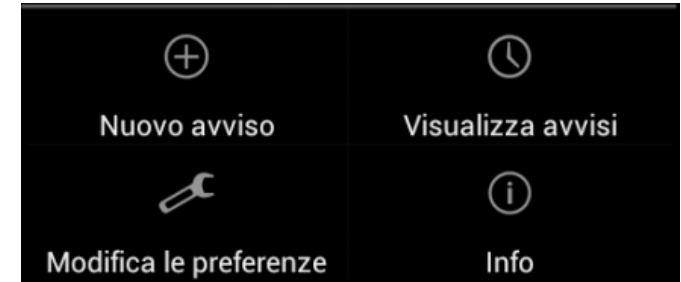 Nuovo avviso
Visualizza avvisi
Modifica le preferenze
Info